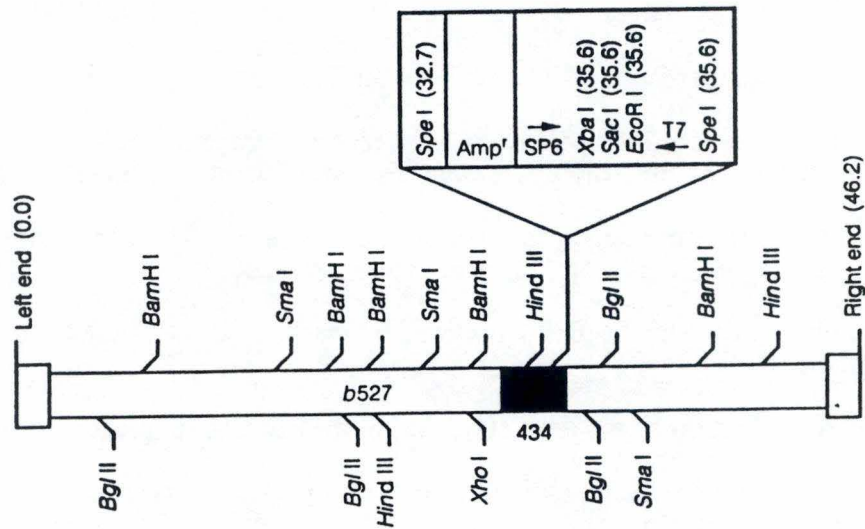 Sma I
Bgl II
Xho I
Hind III
Bgl II
Bgl II
434
b527
Right end (46.2)
Hind III
BamH I
Bgl II
Hind III
BamH I
Sma I
BamH I
BamH I
Sma I
BamH I
Left end (0.0)
Spe I (32.7)
Ampʳ
SP6
Xba I (35.6)
Sac I (35.6)
EcoR I (35.6)
T7
Spe I (35.6)